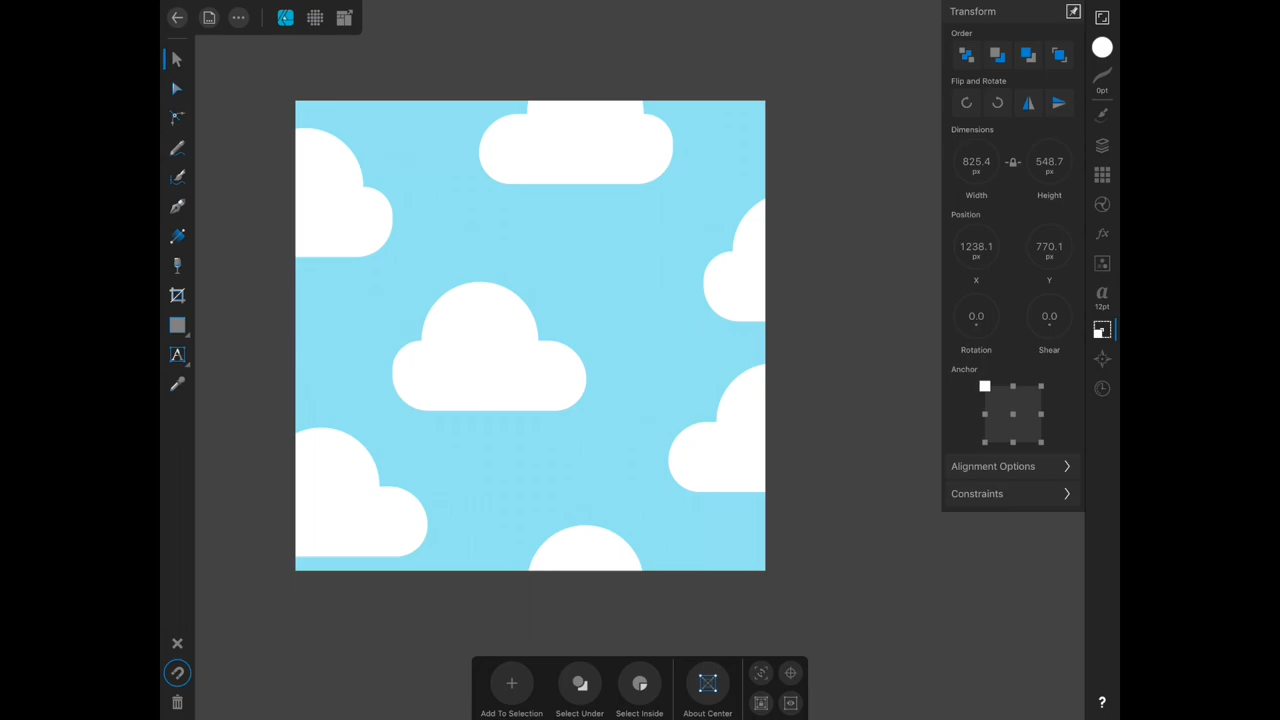 Transform
Order
0pt
Flip and Rotate
Dimensions
825.4 px
548.7 px
Width
Height
Position
1238.1 px
770.1 px
X
Y
fx
a
12pt
0.0 °
0.0 °
Rotation
Shear
Anchor
A
Alignment Options
Constraints
Add To Selection
Select Under
Select Inside
About Center
?